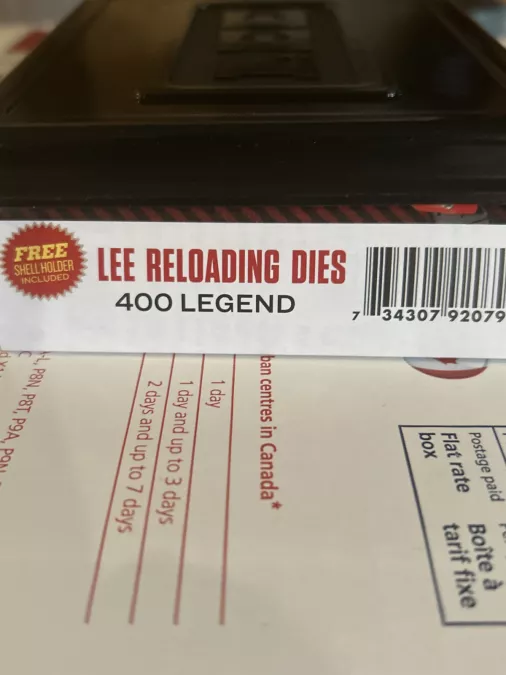 FREE
SHELL HOLDER
INCLUDED
LEE RELOADING DIES
400 LEGEND
7 34307 92079
ban centres in Canada*
1 day
1 day and up to 3 days
2 days and up to 7 days
P8N, P8T, P9A, P9N
Postage paid
Flat rate
box
Boîte à
tarif fixe